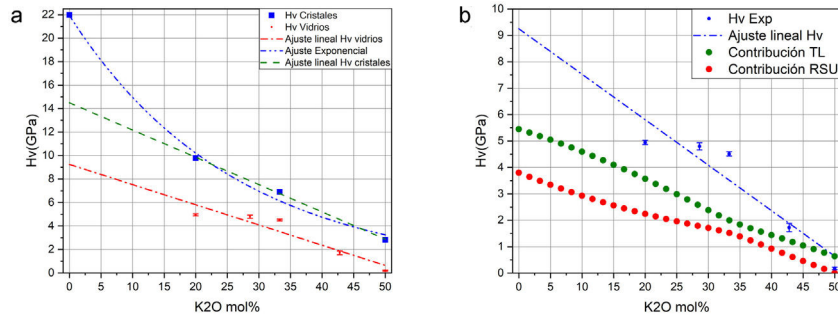 a
Hv(GPa)
22
20
18
16
14
12
10
8
6
4
2
0
Hv Cristales
Hv Vidrios
Ajuste lineal Hv vidrios
Ajuste Exponencial
Ajuste lineal Hv cristales
0 5 10 15 20 25 30 35 40 45 50
K2O mol%
b
Hv(GPa)
10
9
8
7
6
5
4
3
2
1
0
Hv Exp
Ajuste lineal Hv
Contribución TL
Contribución RSU
0 5 10 15 20 25 30 35 40 45 50
K2O mol%